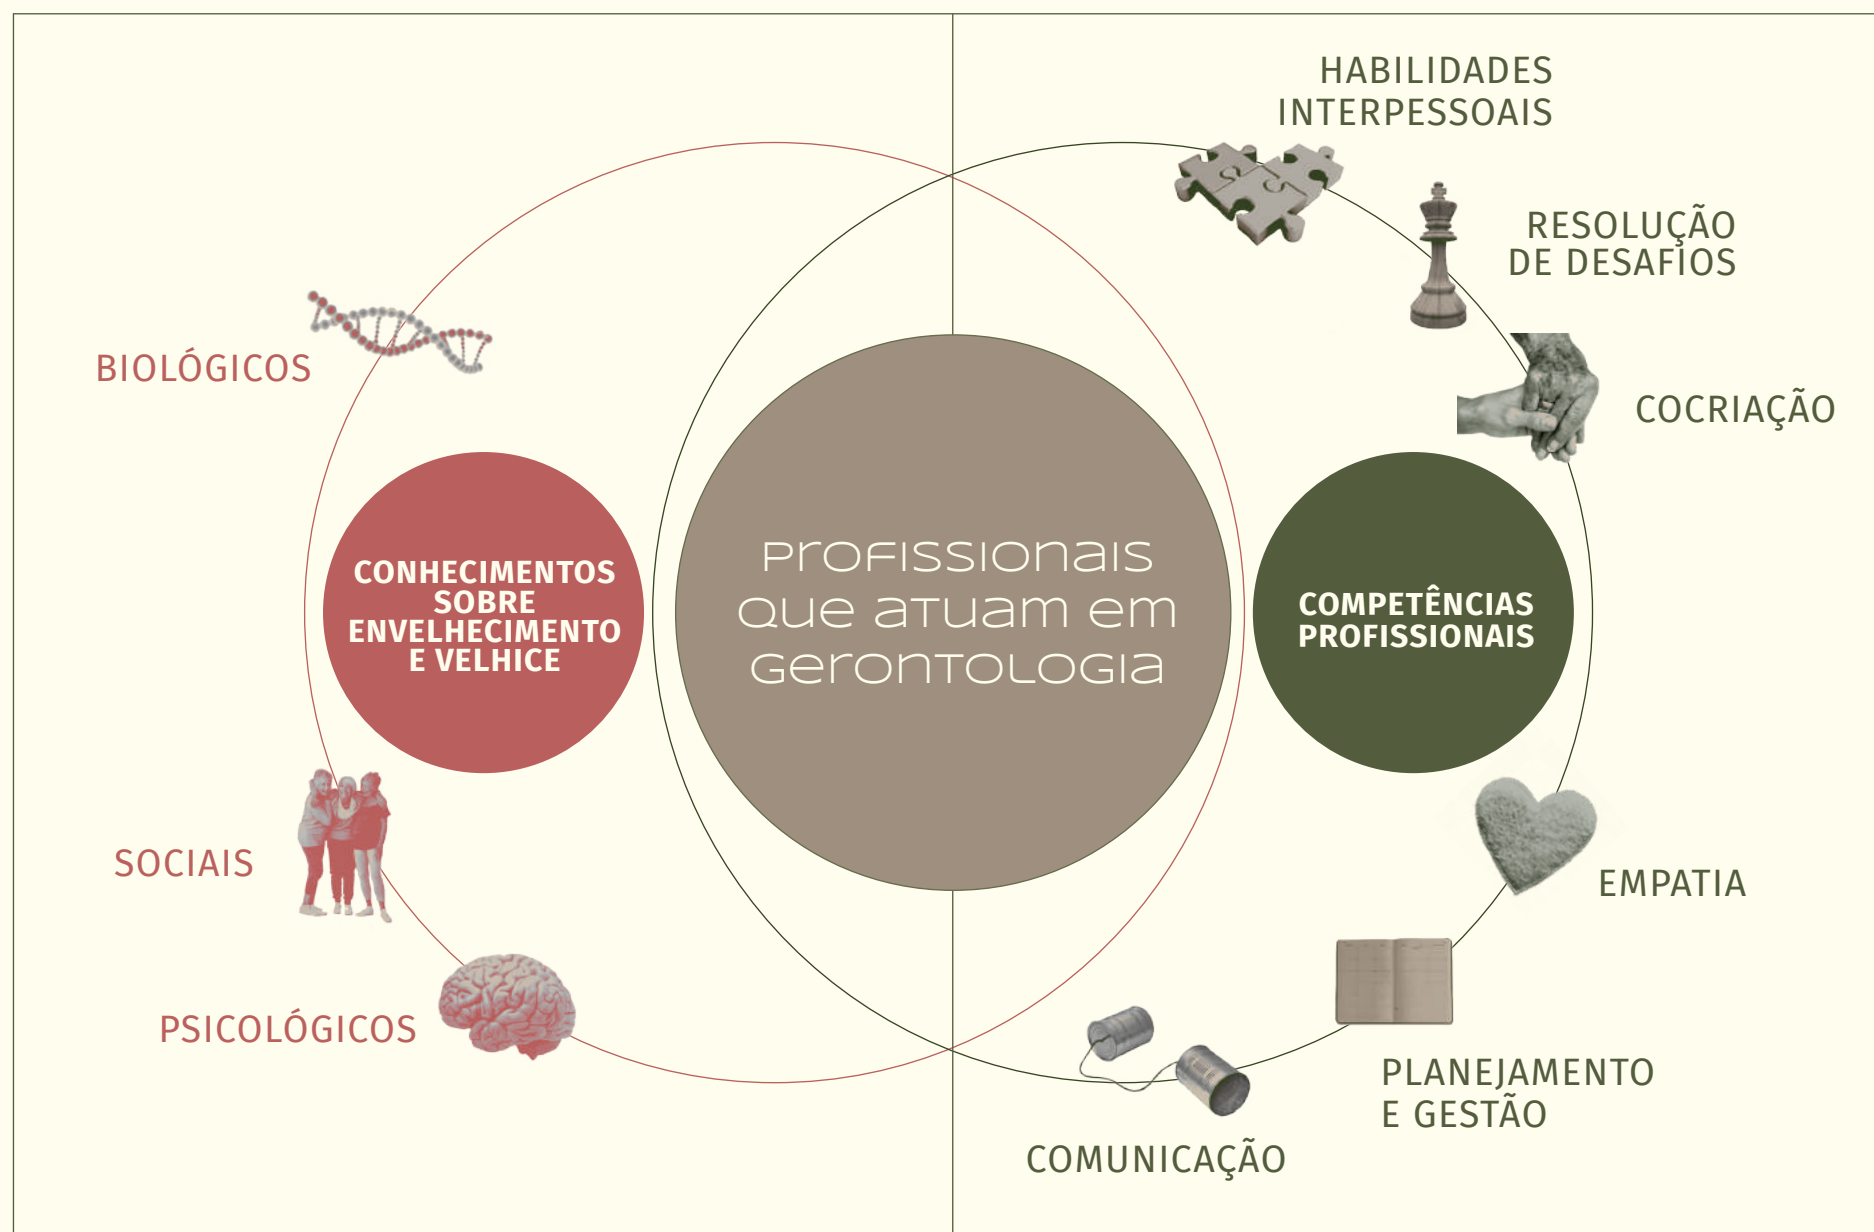 HABILIDADES
INTERPESSOAIS
RESOLUÇÃO
DE DESAFIOS
BIOLÓGICOS
COCRIAÇÃO
CONHECIMENTOS
SOBRE
ENVELHECIMENTO
E VELHICE
Profissionais
que atuam em
Gerontologia
COMPETÊNCIAS
PROFISSIONAIS
SOCIAIS
EMPATIA
PSICOLÓGICOS
PLANEJAMENTO
E GESTÃO
COMUNICAÇÃO